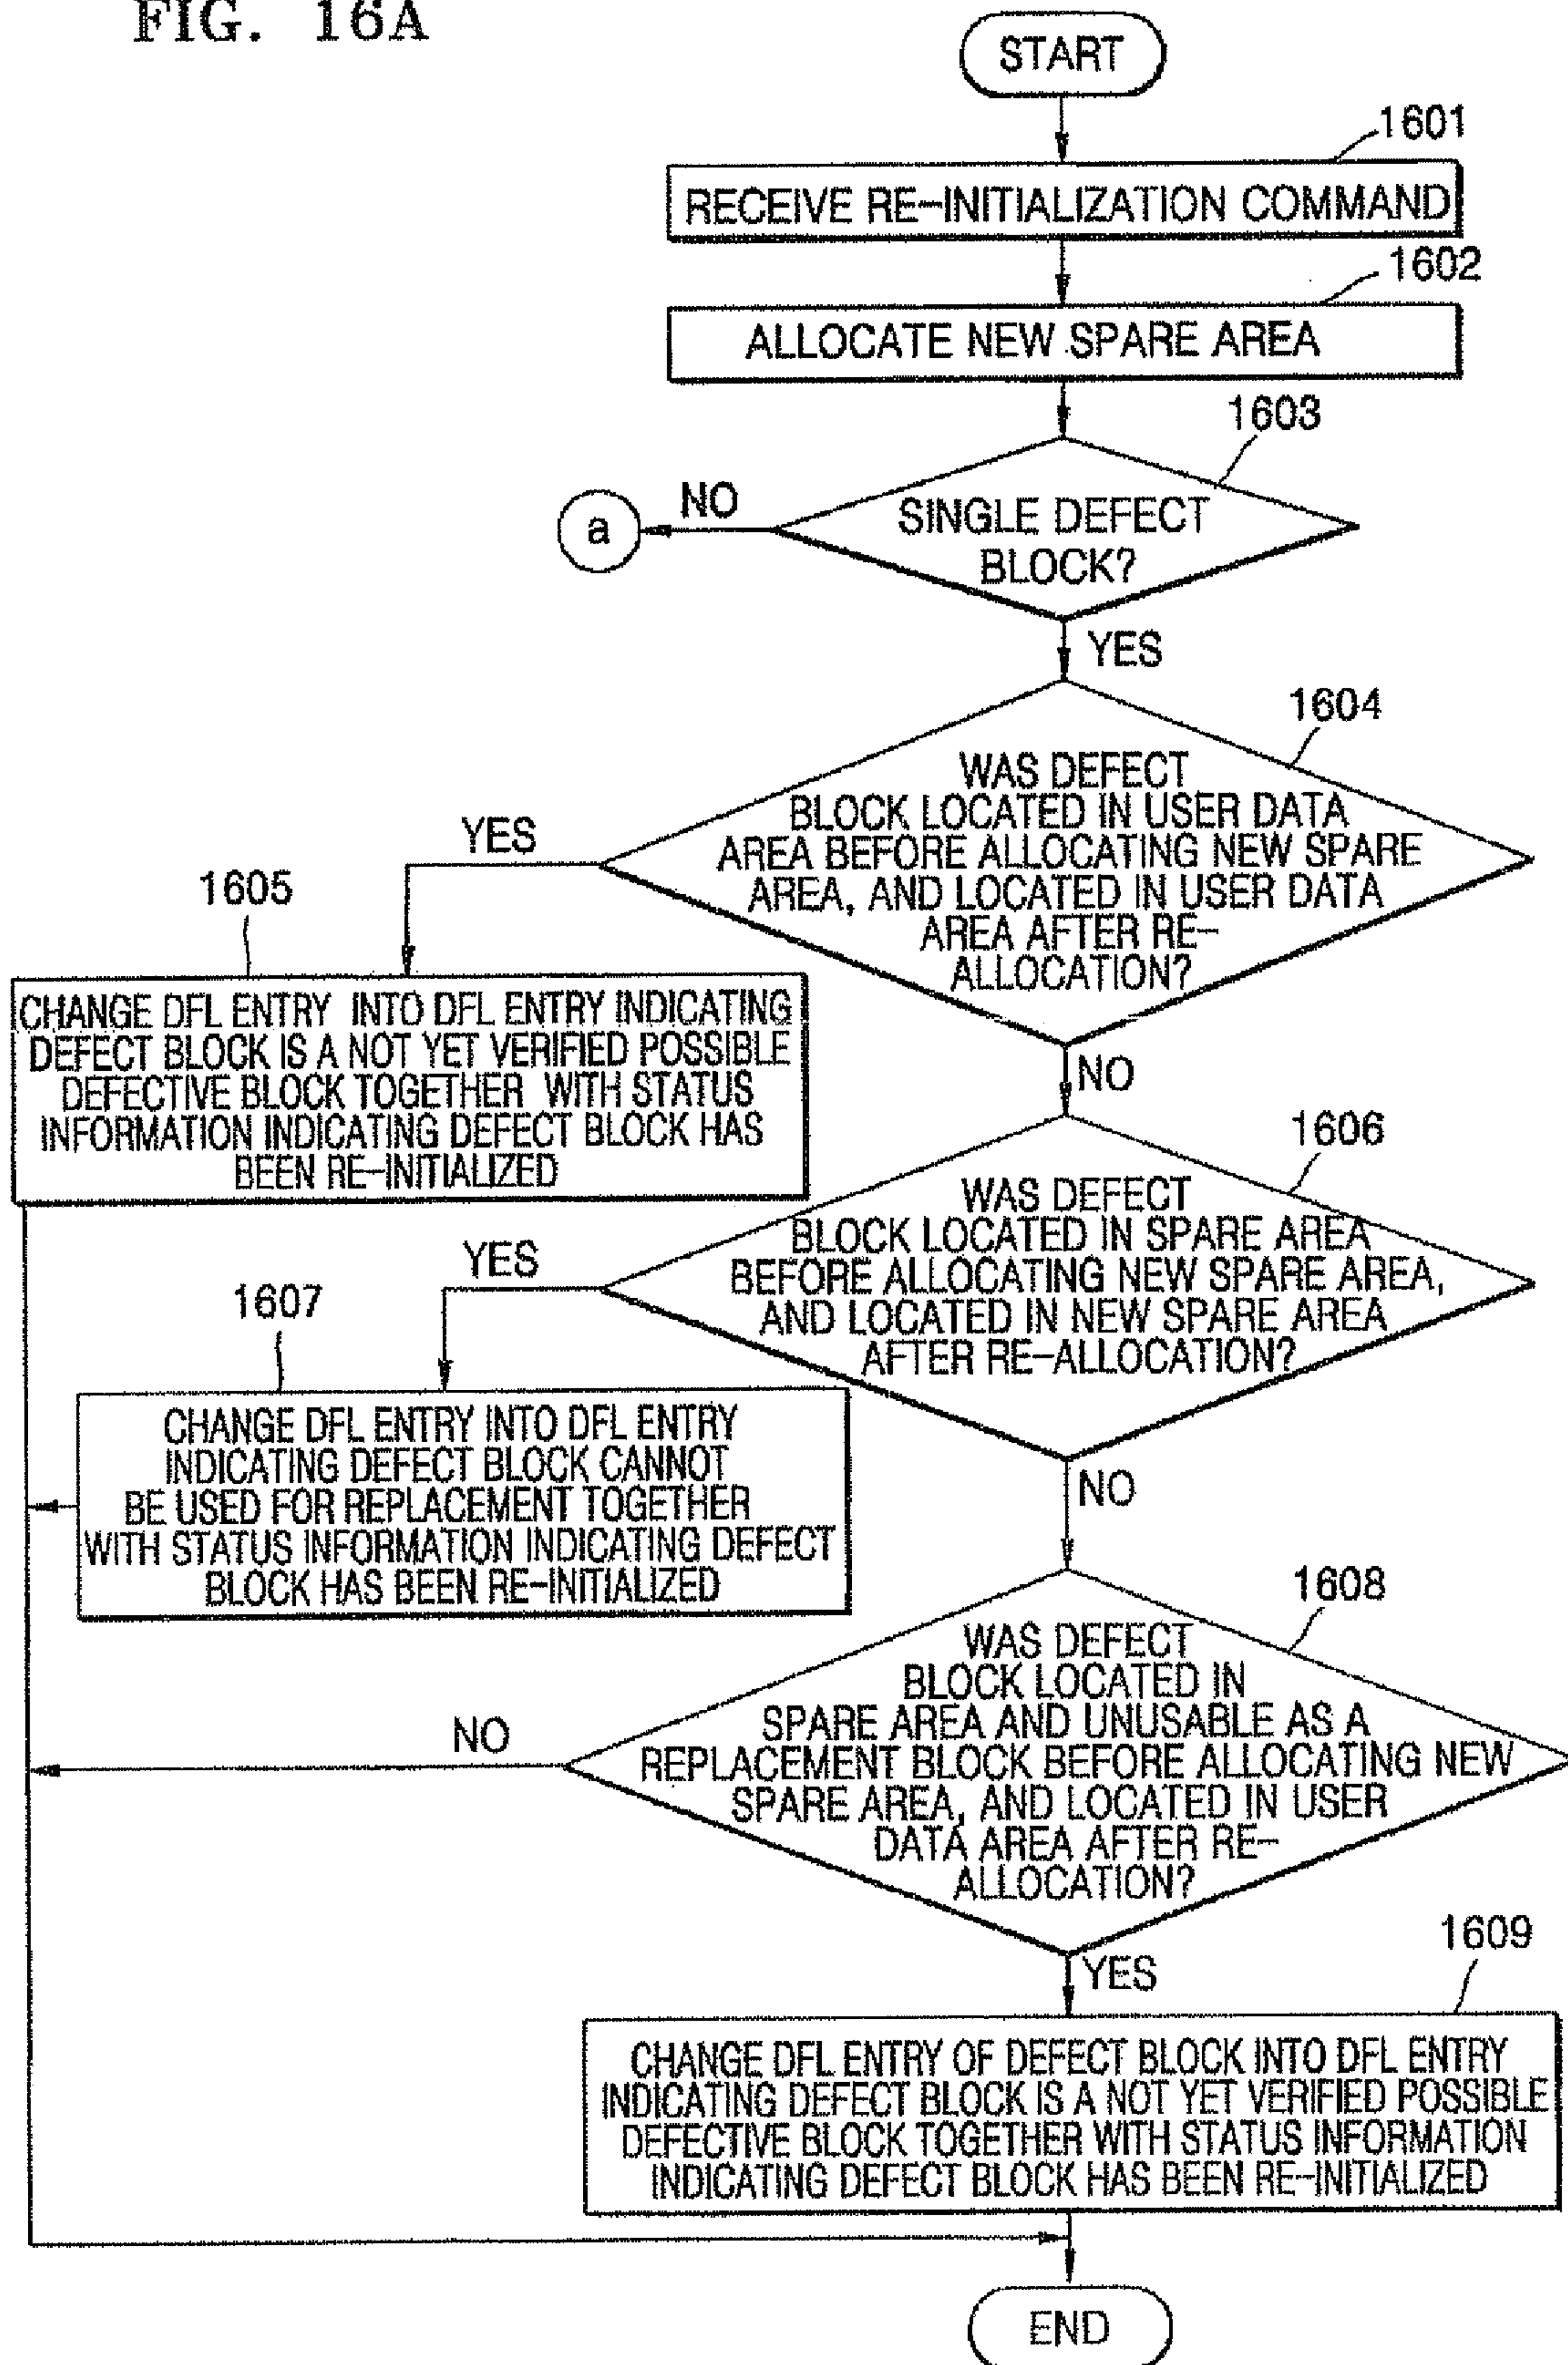 FIG. 16A
START
1601
RECEIVE RE-INITIALIZATION COMMAND
1602
ALLOCATE NEW SPARE AREA
1603
SINGLE DEFECT
BLOCK?
NO
a
YES
1604
WAS DEFECT
BLOCK LOCATED IN USER DATA
AREA BEFORE ALLOCATING NEW SPARE
AREA, AND LOCATED IN USER DATA
AREA AFTER RE-
ALLOCATION?
YES
1605
CHANGE DFL ENTRY INTO DFL ENTRY INDICATING
DEFECT BLOCK IS A NOT YET VERIFIED POSSIBLE
DEFECTIVE BLOCK TOGETHER WITH STATUS
INFORMATION INDICATING DEFECT BLOCK HAS
BEEN RE-INITIALIZED
NO
1606
WAS DEFECT
BLOCK LOCATED IN SPARE AREA
BEFORE ALLOCATING NEW SPARE AREA,
AND LOCATED IN NEW SPARE AREA
AFTER RE-ALLOCATION?
YES
1607
CHANGE DFL ENTRY INTO DFL ENTRY
INDICATING DEFECT BLOCK CANNOT
BE USED FOR REPLACEMENT TOGETHER
WITH STATUS INFORMATION INDICATING DEFECT
BLOCK HAS BEEN RE-INITIALIZED
NO
1608
WAS DEFECT
BLOCK LOCATED IN
SPARE AREA AND UNUSABLE AS A
REPLACEMENT BLOCK BEFORE ALLOCATING NEW
SPARE AREA, AND LOCATED IN USER
DATA AREA AFTER RE-
ALLOCATION?
NO
YES
1609
CHANGE DFL ENTRY OF DEFECT BLOCK INTO DFL ENTRY
INDICATING DEFECT BLOCK IS A NOT YET VERIFIED POSSIBLE
DEFECTIVE BLOCK TOGETHER WITH STATUS INFORMATION
INDICATING DEFECT BLOCK HAS BEEN RE-INITIALIZED
END